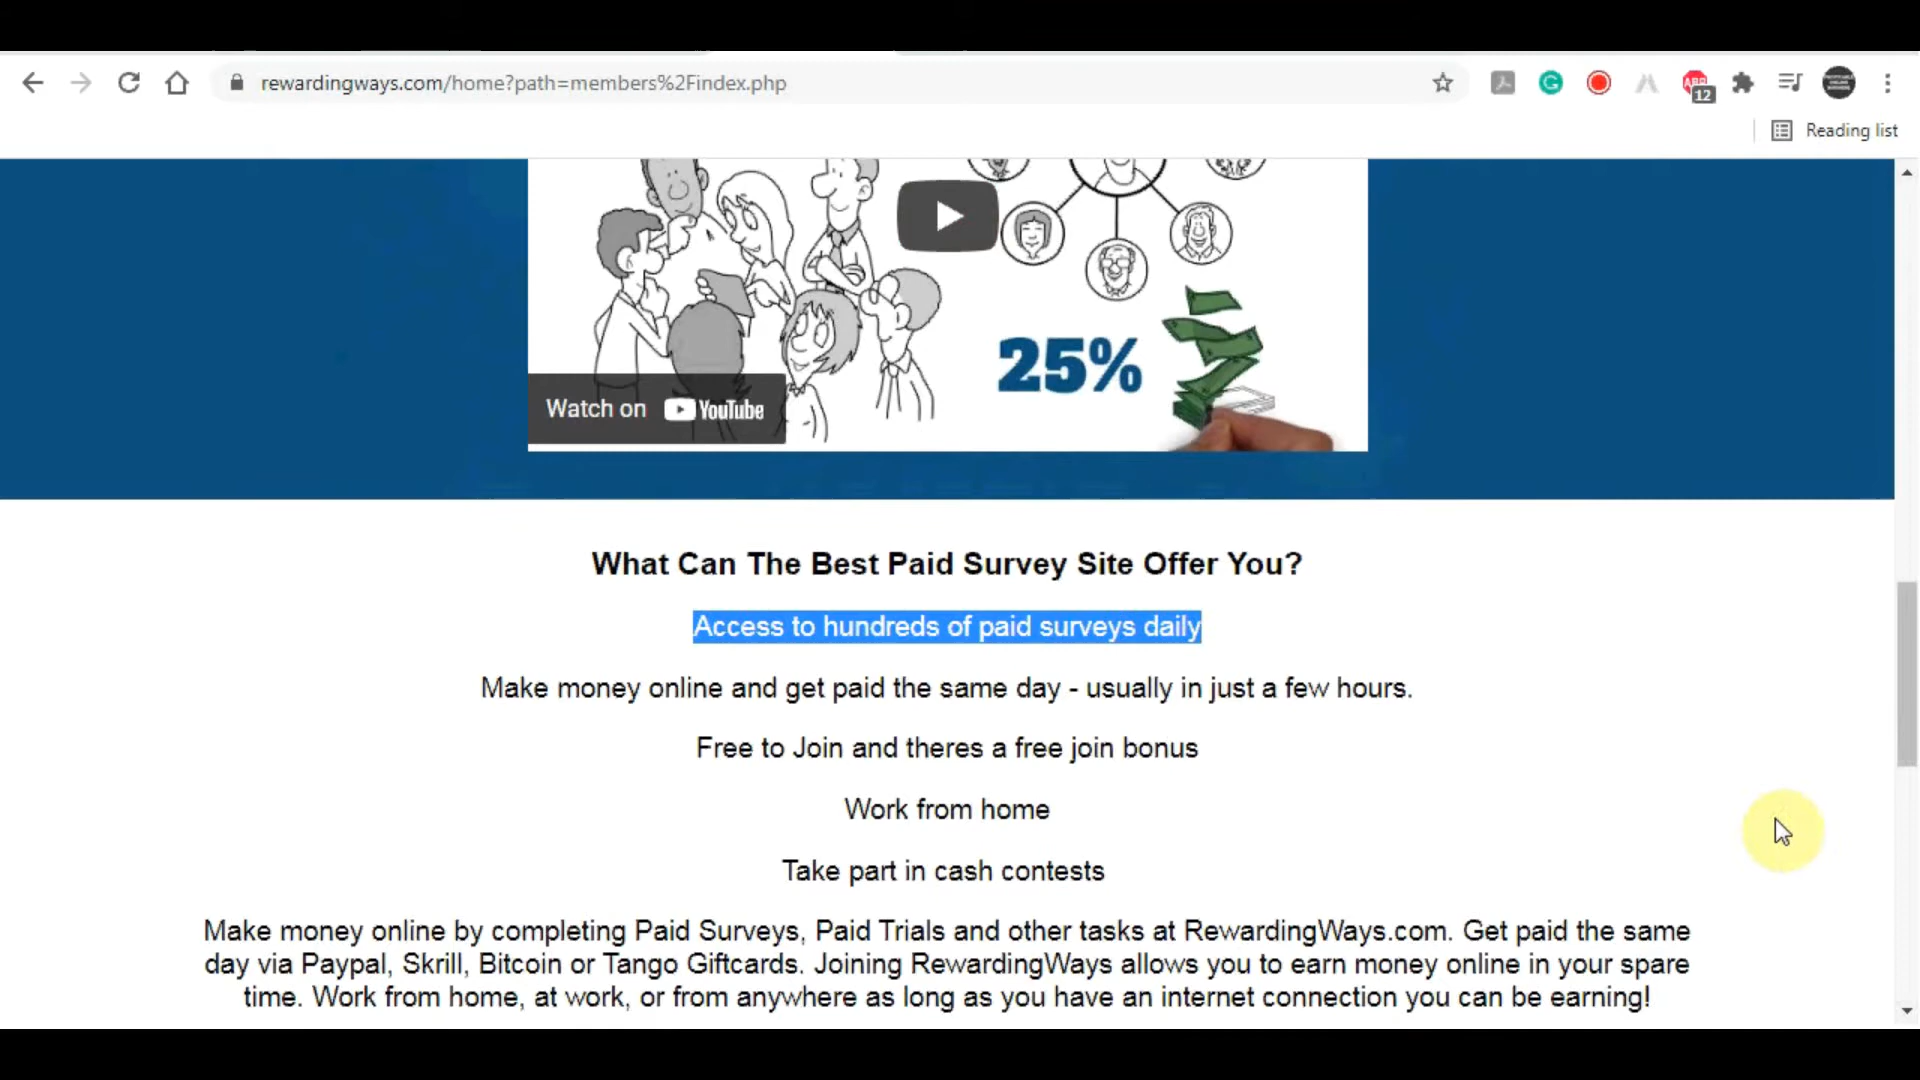 rewardingways.com/home?path=members%2Findex.php
12
Reading list
25%
Watch on YouTube
What Can The Best Paid Survey Site Offer You?
Access to hundreds of paid surveys daily
Make money online and get paid the same day - usually in just a few hours.
Free to Join and theres a free join bonus
Work from home
Take part in cash contests
Make money online by completing Paid Surveys, Paid Trials and other tasks at RewardingWays.com. Get paid the same
day via Paypal, Skrill, Bitcoin or Tango Giftcards. Joining RewardingWays allows you to earn money online in your spare
time. Work from home, at work, or from anywhere as long as you have an internet connection you can be earning!